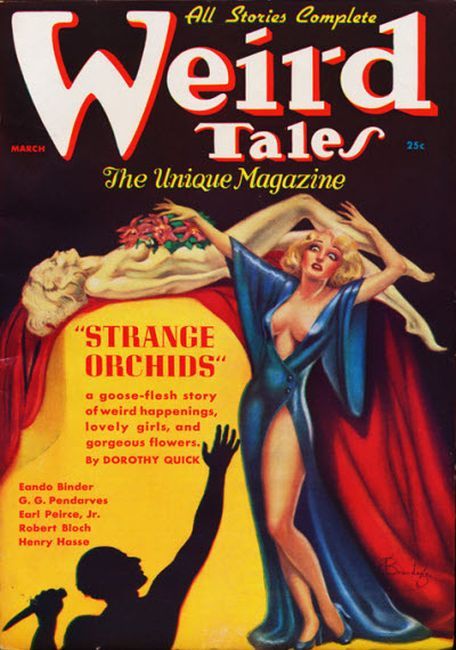 All Stories Complete
Weird
Tales
MARCH
25c
The Unique Magazine
"STRANGE
ORCHIDS"
a goose-flesh story
of weird happenings,
lovely girls, and
gorgeous flowers.
By DOROTHY QUICK
Eando Binder
G. G. Pendarves
Earl Peirce, Jr.
Robert Bloch
Henry Hasse